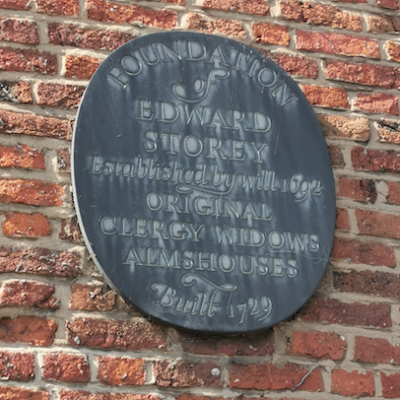 FOUNDATION
of
EDWARD
STOREY
Established by will 1692
ORIGINAL
CLERGY WIDOWS
ALMSHOUSES
Built 1729